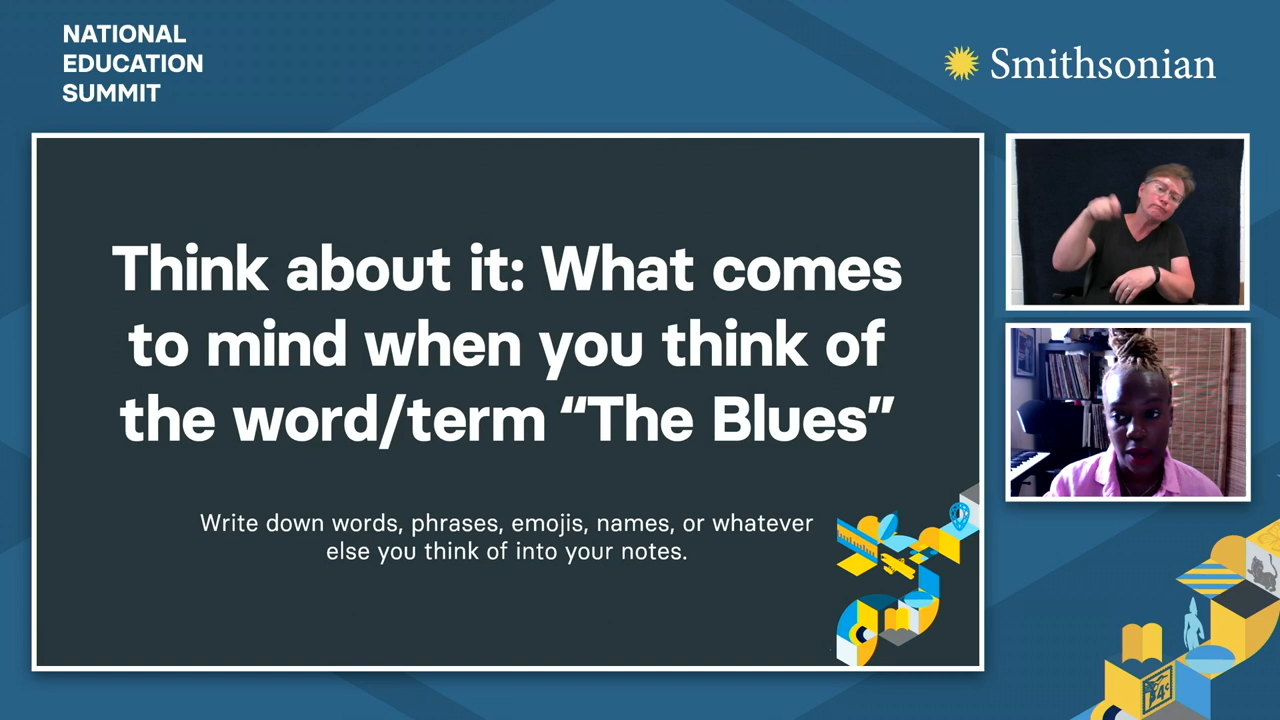 NATIONAL
EDUCATION
SUMMIT
Smithsonian
Think about it: What comes
to mind when you think of
the word/term “The Blues”
Write down words, phrases, emojis, names, or whatever
else you think of into your notes.